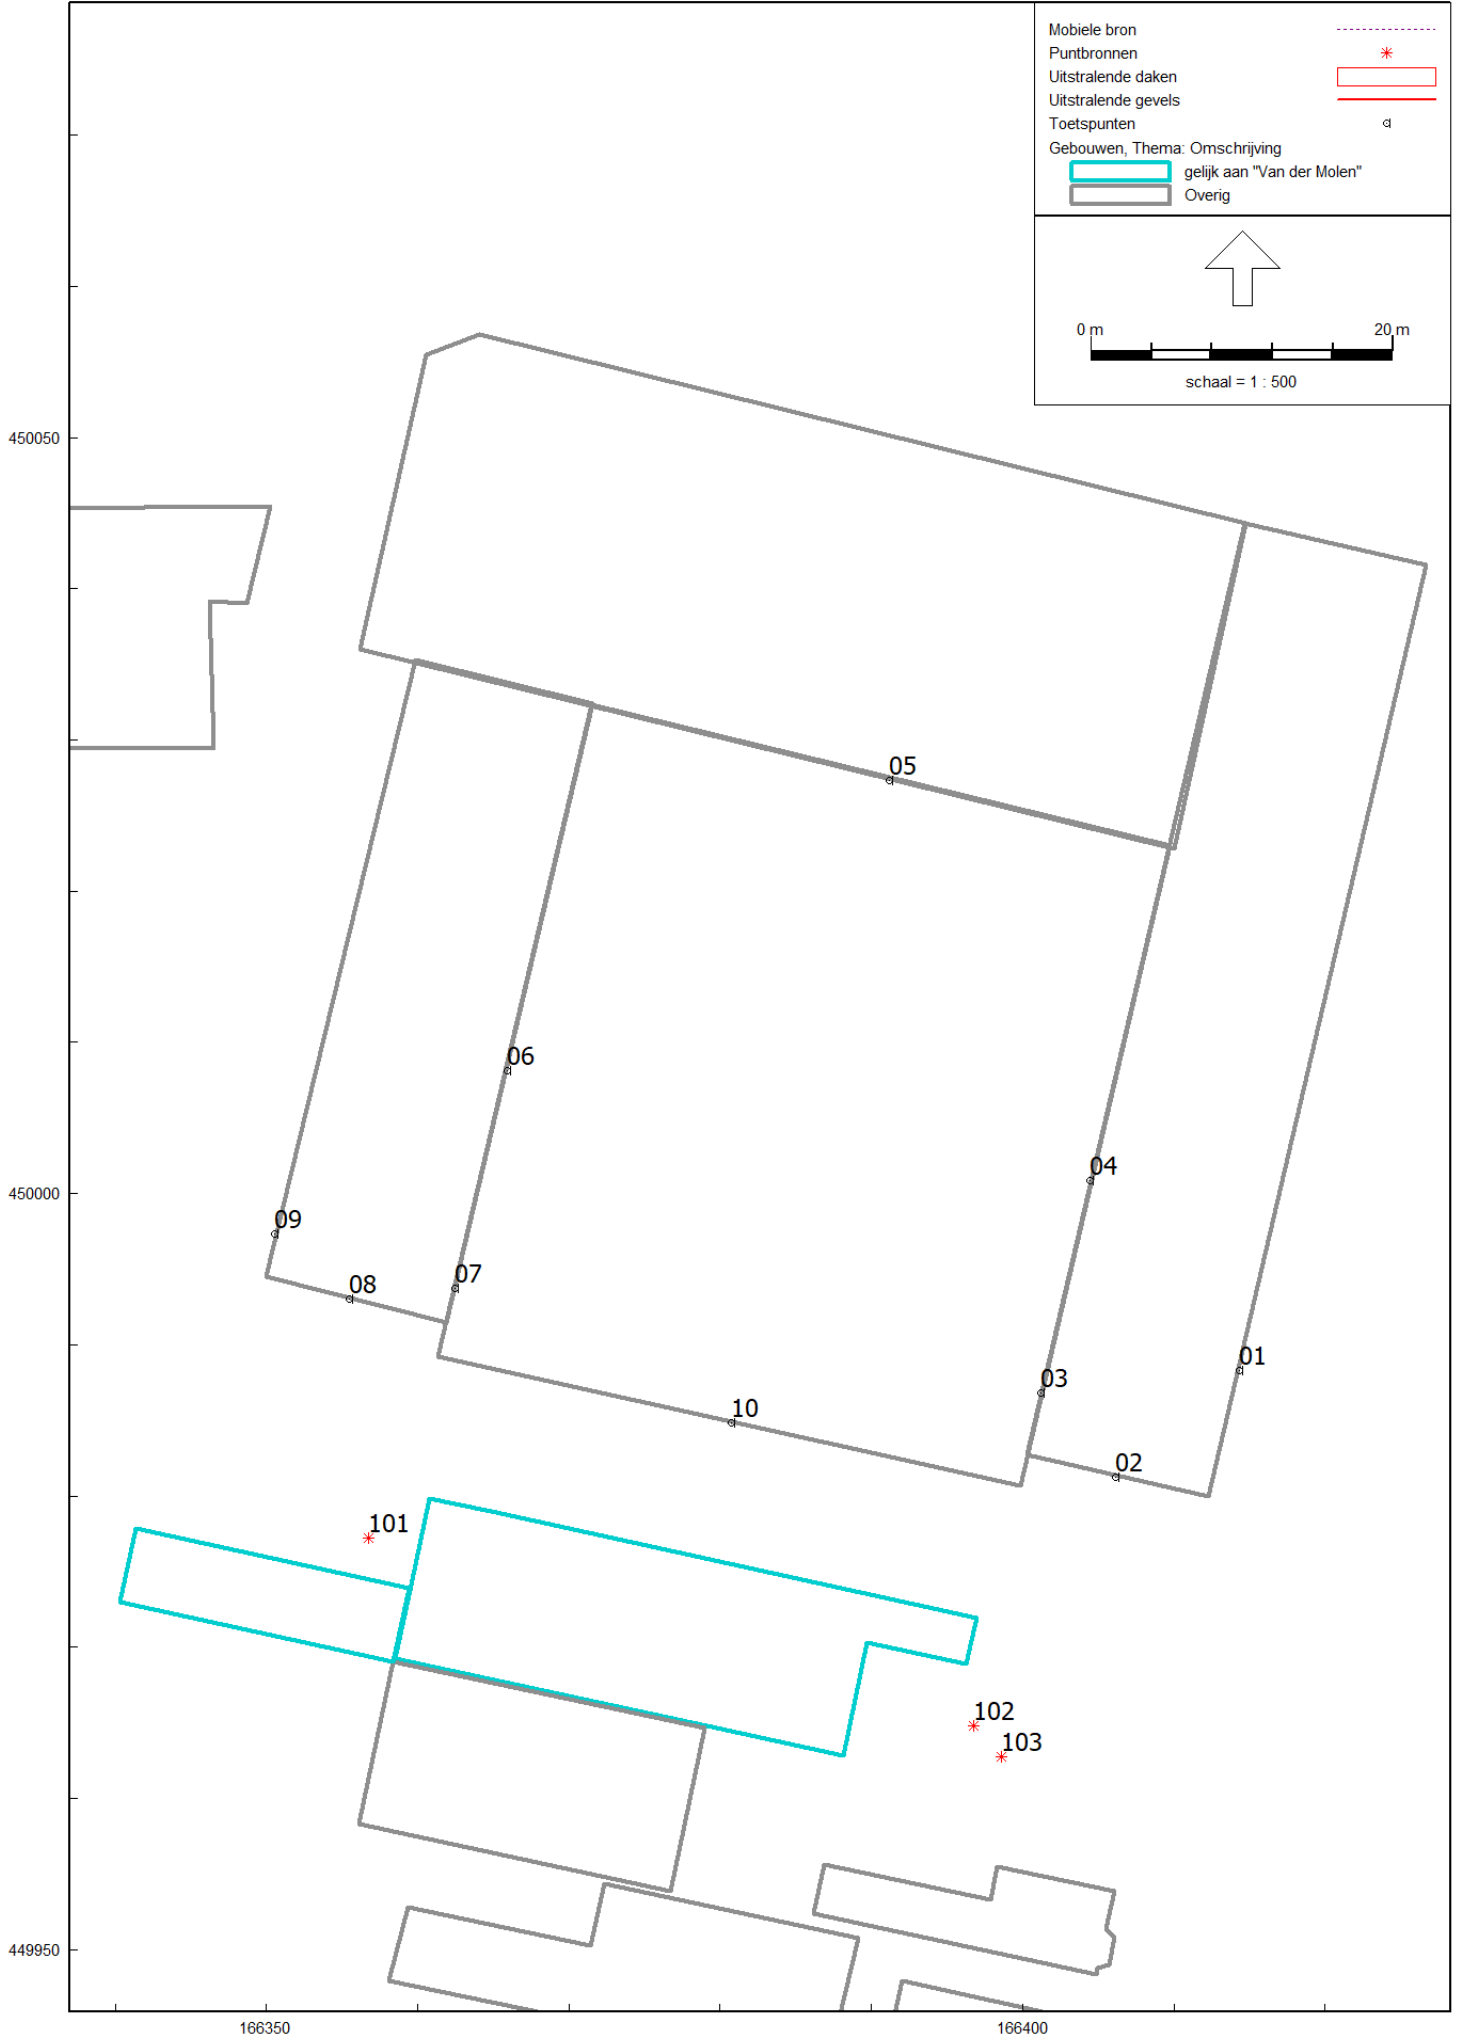 Mobiele bron
Puntbronnen
Uitstralende daken
Uitstralende gevels
Toetspunten
Gebouwen, Thema: Omschrijving
gelijk aan "Van der Molen"
Overig
0 m 20 m
schaal = 1 : 500
450050
05
06
04
450000
09
07
08
01
03
10
02
101
102
103
449950
166350 166400